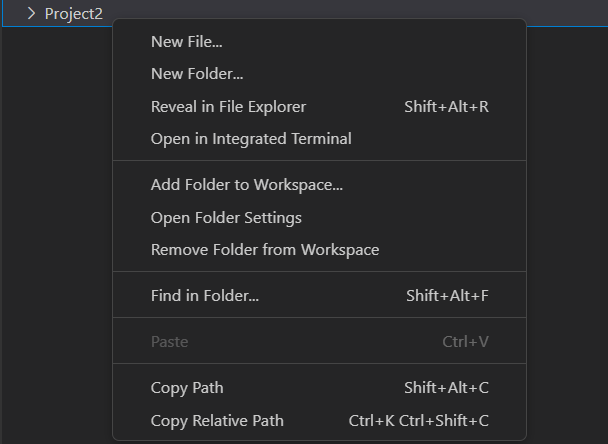 Project2
New File...
New Folder...
Reveal in File Explorer Shift+Alt+R
Open in Integrated Terminal
Add Folder to Workspace...
Open Folder Settings
Remove Folder from Workspace
Find in Folder... Shift+Alt+F
Paste Ctrl+V
Copy Path Shift+Alt+C
Copy Relative Path Ctrl+K Ctrl+Shift+C